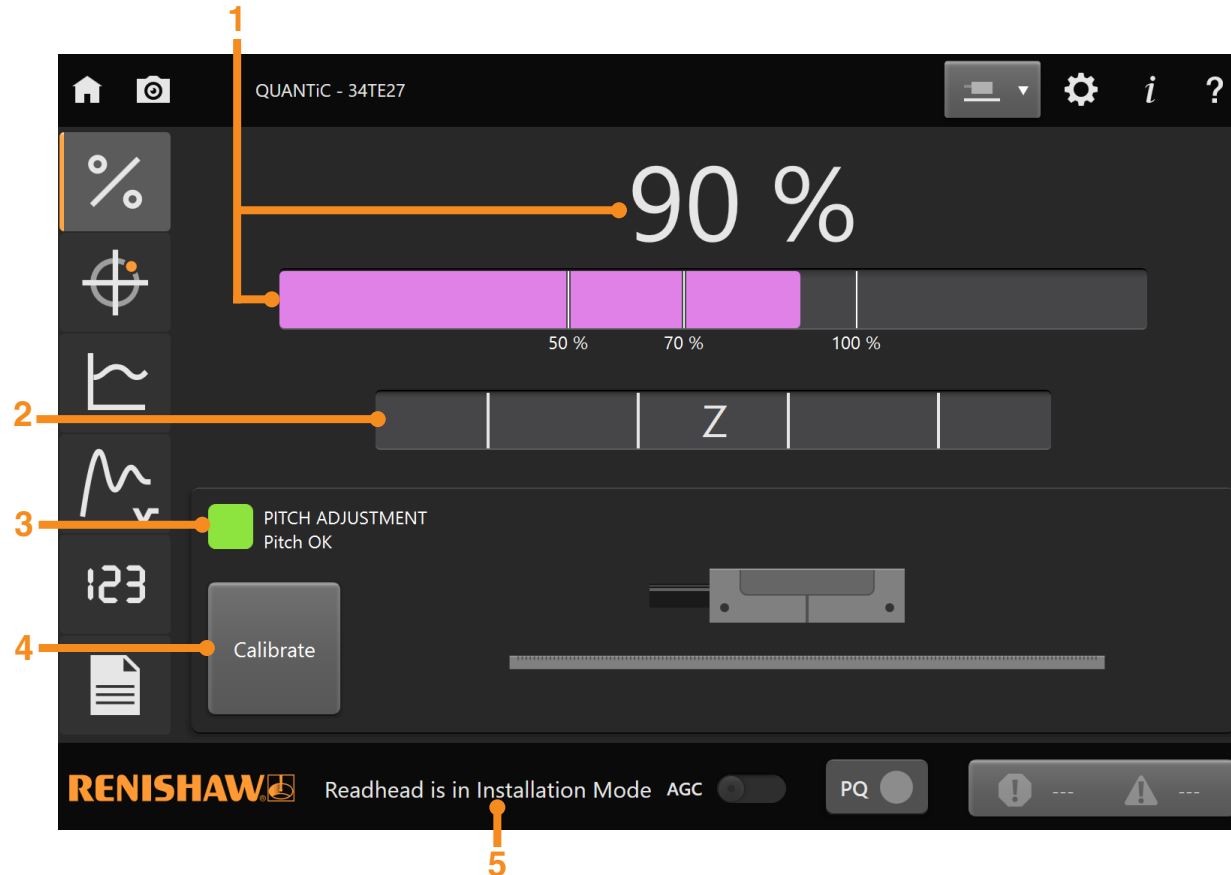 1
QUANTiC - 34TE27
i
?
%
90 %
50 %
70 %
100 %
2
Z
3
PITCH ADJUSTMENT
Pitch OK
123
4
Calibrate
RENISHAW
Readhead is in Installation Mode
AGC
PQ
---
---
5